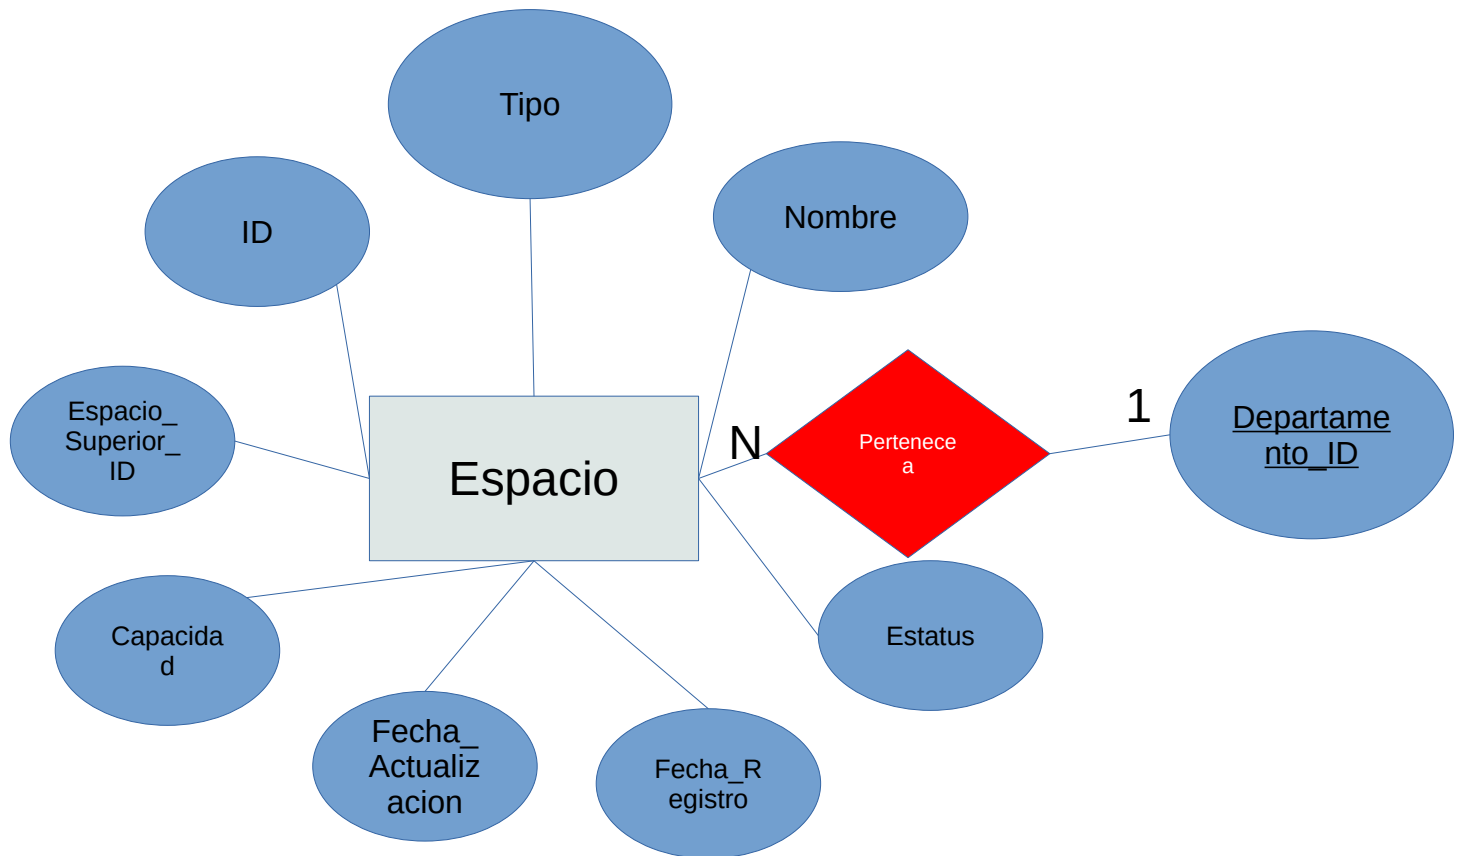 Tipo
ID
Nombre
Espacio_
Superior_
ID
Espacio
N
Pertenece
a
1
Departame
nto_ID
Capacida
d
Estatus
Fecha_
Actualiz
acion
Fecha_R
egistro